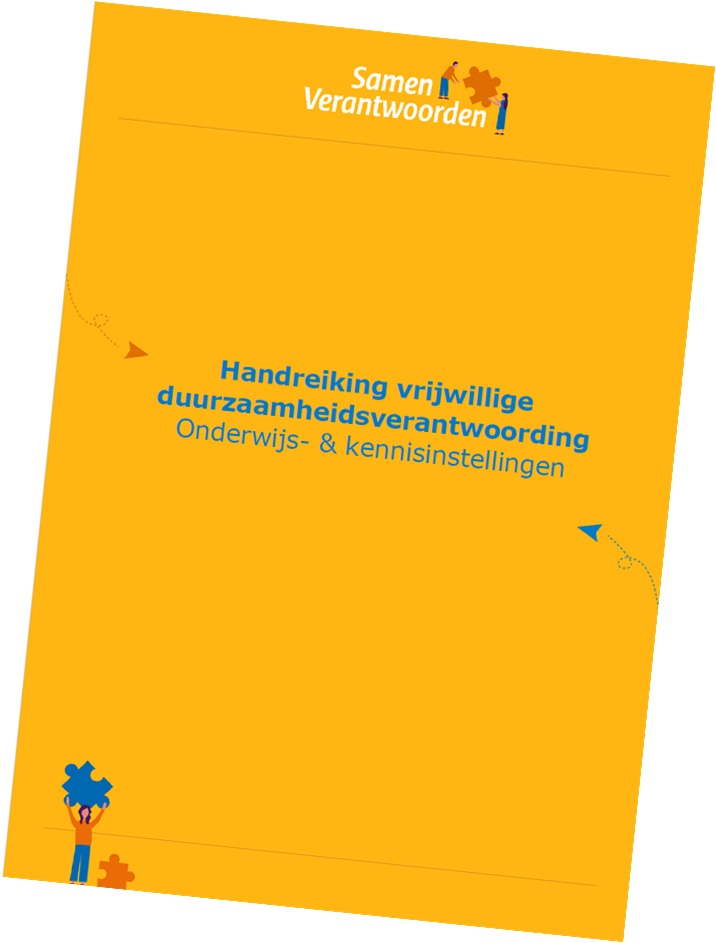 Samen
Verantwoorden
Handreiking vrijwillige
duurzaamheidsverantwoording
Onderwijs- & kennisinstellingen